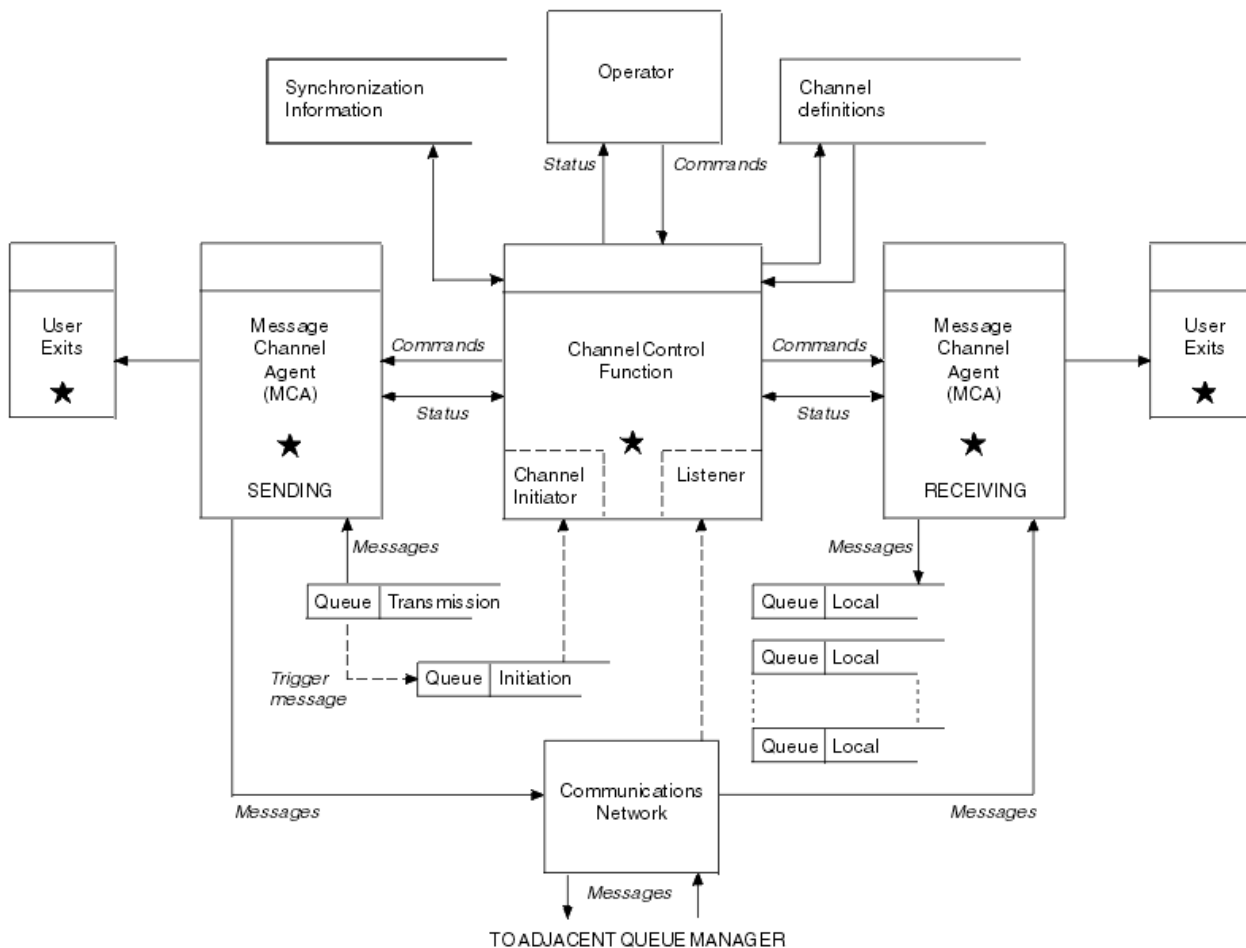 Synchronization
Information
Operator
Channel
definitions
Status
Commands
User
Exits
Message
Channel
Agent
(MCA)
SENDING
Commands
Status
Channel Control
Function
Channel
Initiator
Listener
Commands
Status
Message
Channel
Agent
(MCA)
RECEIVING
User
Exits
Messages
Messages
Queue Transmission
Queue Local
Trigger
message
Queue Initiation
Queue Local
Queue Local
Messages
Communications
Network
Messages
Messages
TO ADJACENT QUEUE MANAGER